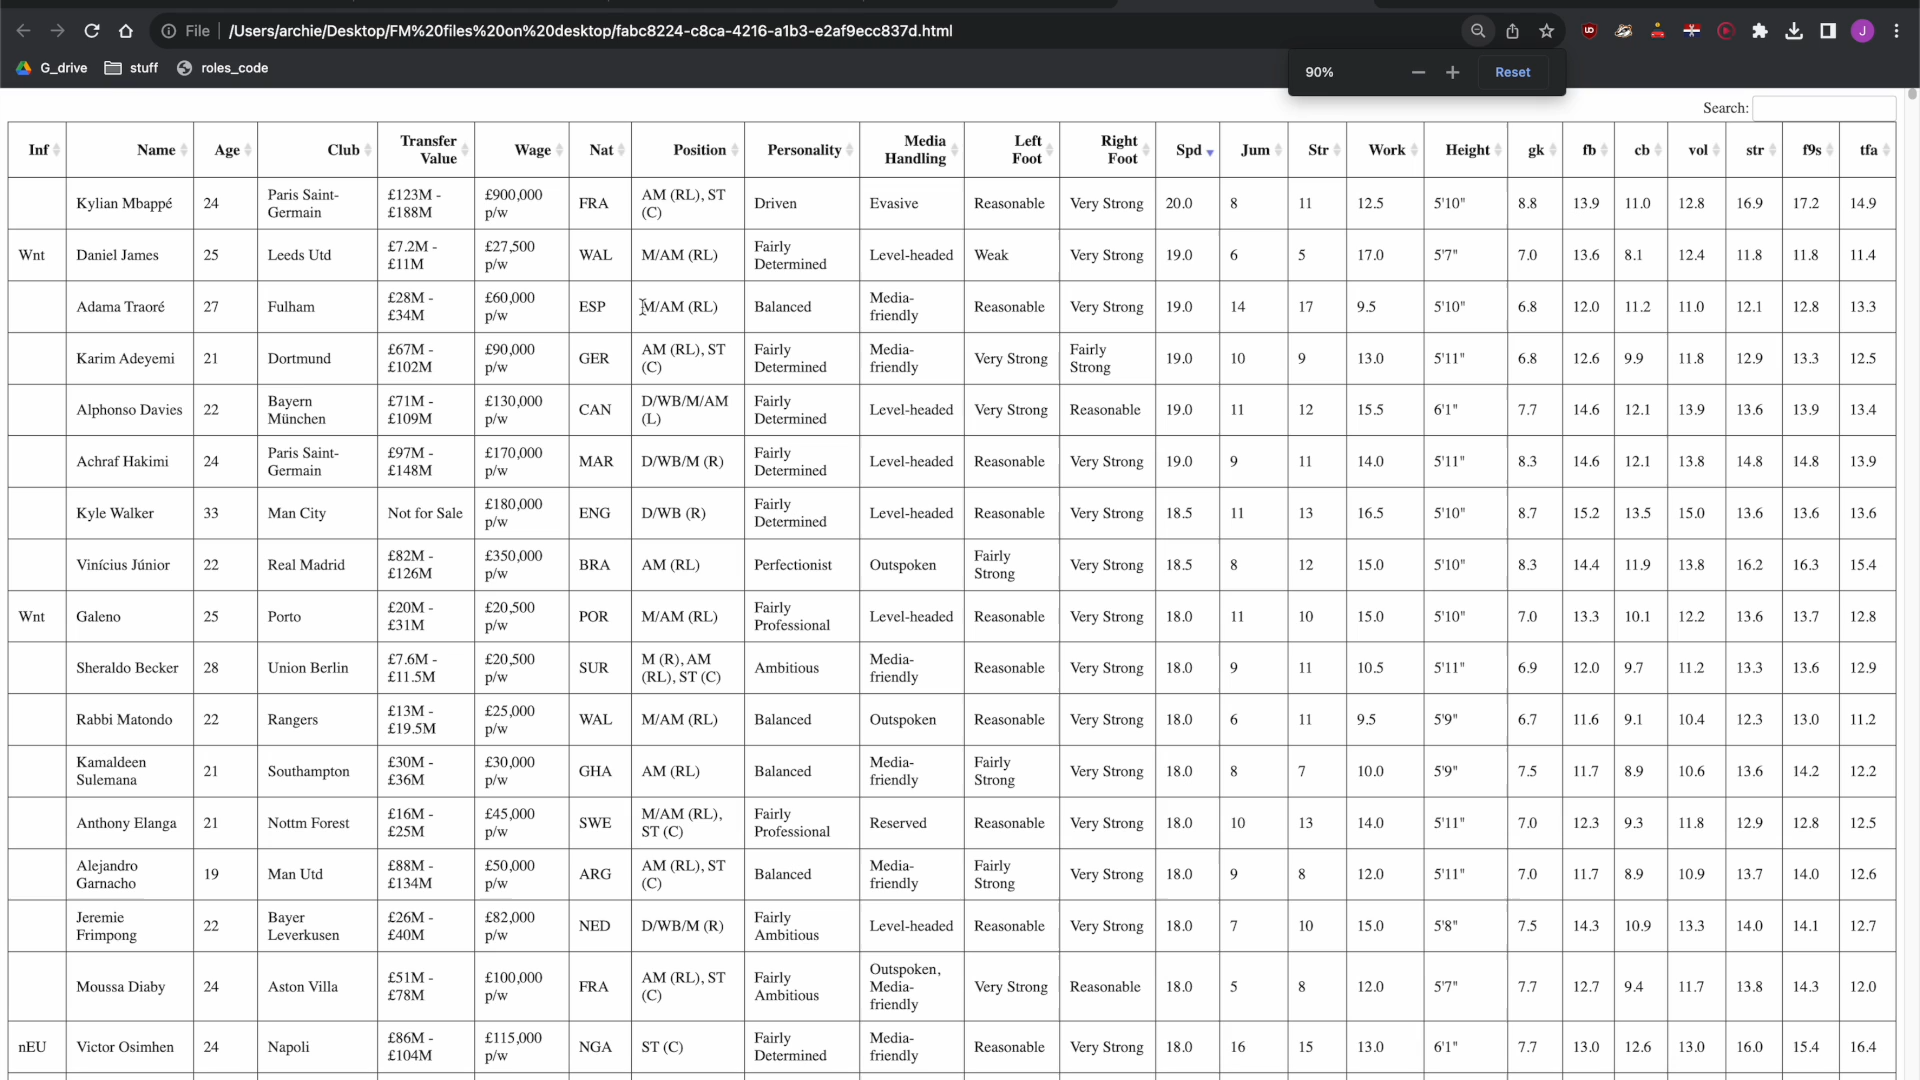 File | /Users/archie/Desktop/FM%20files%20on%20desktop/fabc8224-c8ca-4216-a1b3-e2af9ecc837d.html
UD
J
G_drive stuff roles_code
90% − + Reset
Search:
Inf Name Age Club Transfer Value Wage Nat Position Personality Media Handling Left Foot Right Foot Spd Jum Str Work Height gk fb cb vol str f9s tfa
Kylian Mbappé 24 Paris Saint-Germain £123M - £188M £900,000 p/w FRA AM (RL), ST (C) Driven Evasive Reasonable Very Strong 20.0 8 11 12.5 5'10" 8.8 13.9 11.0 12.8 16.9 17.2 14.9
Wnt Daniel James 25 Leeds Utd £7.2M - £11M £27,500 p/w WAL M/AM (RL) Fairly Determined Level-headed Weak Very Strong 19.0 6 5 17.0 5'7" 7.0 13.6 8.1 12.4 11.8 11.8 11.4
Adama Traoré 27 Fulham £28M - £34M £60,000 p/w ESP M/AM (RL) Balanced Media-friendly Reasonable Very Strong 19.0 14 17 9.5 5'10" 6.8 12.0 11.2 11.0 12.1 12.8 13.3
Karim Adeyemi 21 Dortmund £67M - £102M £90,000 p/w GER AM (RL), ST (C) Fairly Determined Media-friendly Very Strong Fairly Strong 19.0 10 9 13.0 5'11" 6.8 12.6 9.9 11.8 12.9 13.3 12.5
Alphonso Davies 22 Bayern München £71M - £109M £130,000 p/w CAN D/WB/M/AM (L) Fairly Determined Level-headed Very Strong Reasonable 19.0 11 12 15.5 6'1" 7.7 14.6 12.1 13.9 13.6 13.9 13.4
Achraf Hakimi 24 Paris Saint-Germain £97M - £148M £170,000 p/w MAR D/WB/M (R) Fairly Determined Level-headed Reasonable Very Strong 19.0 9 11 14.0 5'11" 8.3 14.6 12.1 13.8 14.8 14.8 13.9
Kyle Walker 33 Man City Not for Sale £180,000 p/w ENG D/WB (R) Fairly Determined Level-headed Reasonable Very Strong 18.5 11 13 16.5 5'10" 8.7 15.2 13.5 15.0 13.6 13.6 13.6
Vinícius Júnior 22 Real Madrid £82M - £126M £350,000 p/w BRA AM (RL) Perfectionist Outspoken Fairly Strong Very Strong 18.5 8 12 15.0 5'10" 8.3 14.4 11.9 13.8 16.2 16.3 15.4
Wnt Galeno 25 Porto £20M - £31M £20,500 p/w POR M/AM (RL) Fairly Professional Level-headed Reasonable Very Strong 18.0 11 10 15.0 5'10" 7.0 13.3 10.1 12.2 13.6 13.7 12.8
Sheraldo Becker 28 Union Berlin £7.6M - £11.5M £20,500 p/w SUR M (R), AM (RL), ST (C) Ambitious Media-friendly Reasonable Very Strong 18.0 9 11 10.5 5'11" 6.9 12.0 9.7 11.2 13.3 13.6 12.9
Rabbi Matondo 22 Rangers £13M - £19.5M £25,000 p/w WAL M/AM (RL) Balanced Outspoken Reasonable Very Strong 18.0 6 11 9.5 5'9" 6.7 11.6 9.1 10.4 12.3 13.0 11.2
Kamaldeen Sulemana 21 Southampton £30M - £36M £30,000 p/w GHA AM (RL) Balanced Media-friendly Fairly Strong Very Strong 18.0 8 7 10.0 5'9" 7.5 11.7 8.9 10.6 13.6 14.2 12.2
Anthony Elanga 21 Nottm Forest £16M - £25M £45,000 p/w SWE M/AM (RL), ST (C) Fairly Professional Reserved Reasonable Very Strong 18.0 10 13 14.0 5'11" 7.0 12.3 9.3 11.8 12.9 12.8 12.5
Alejandro Garnacho 19 Man Utd £88M - £134M £50,000 p/w ARG AM (RL), ST (C) Balanced Media-friendly Fairly Strong Very Strong 18.0 9 8 12.0 5'11" 7.0 11.7 8.9 10.9 13.7 14.0 12.6
Jeremie Frimpong 22 Bayer Leverkusen £26M - £40M £82,000 p/w NED D/WB/M (R) Fairly Ambitious Level-headed Reasonable Very Strong 18.0 7 10 15.0 5'8" 7.5 14.3 10.9 13.3 14.0 14.1 12.7
Moussa Diaby 24 Aston Villa £51M - £78M £100,000 p/w FRA AM (RL), ST (C) Fairly Ambitious Outspoken, Media-friendly Very Strong Reasonable 18.0 5 8 12.0 5'7" 7.7 12.7 9.4 11.7 13.8 14.3 12.0
nEU Victor Osimhen 24 Napoli £86M - £104M £115,000 p/w NGA ST (C) Fairly Determined Media-friendly Reasonable Very Strong 18.0 16 15 13.0 6'1" 7.7 13.0 12.6 13.0 16.0 15.4 16.4